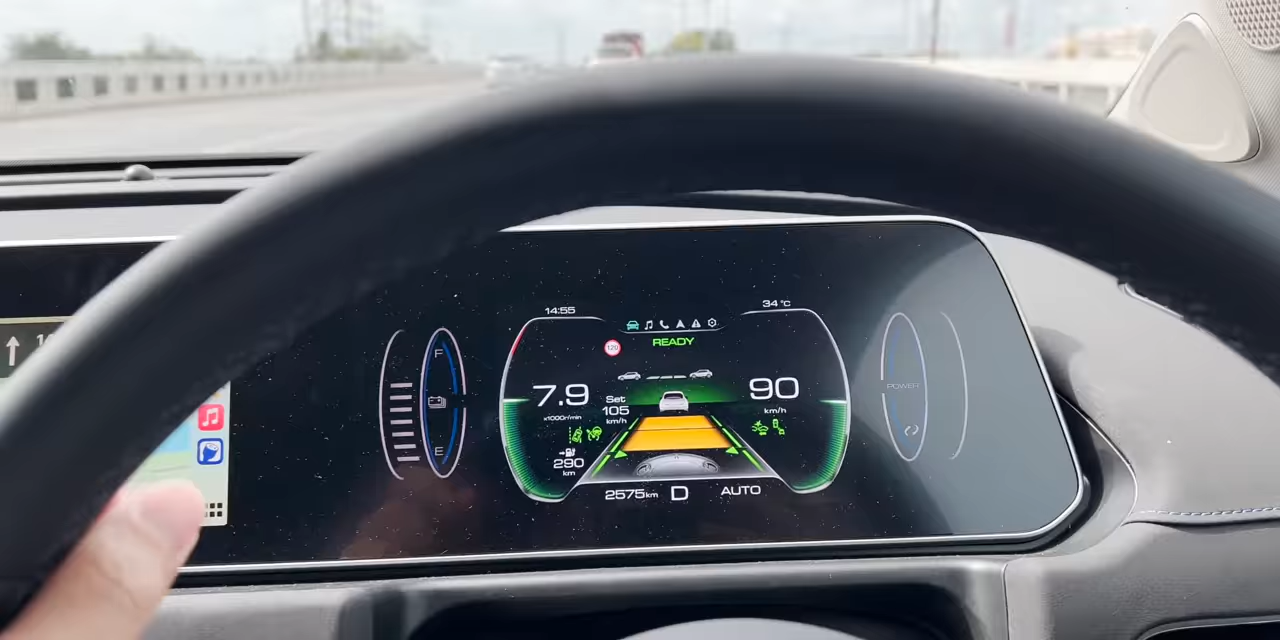 14:55
34 °C
120
READY
7.9
x1000r/min
Set
105
km/h
90
km/h
F
E
290
km
2575km
D
AUTO
POWER